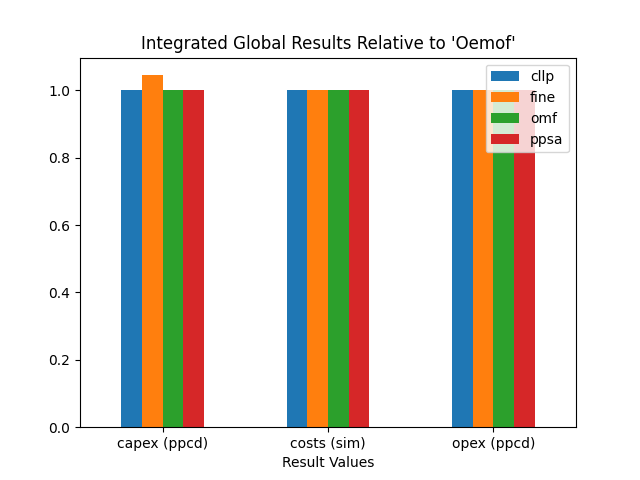 Integrated Global Results Relative to 'Oemof'
1.0
0.8
0.6
0.4
0.2
0.0
cllp
fine
omf
ppsa
capex (ppcd)
costs (sim)
opex (ppcd)
Result Values